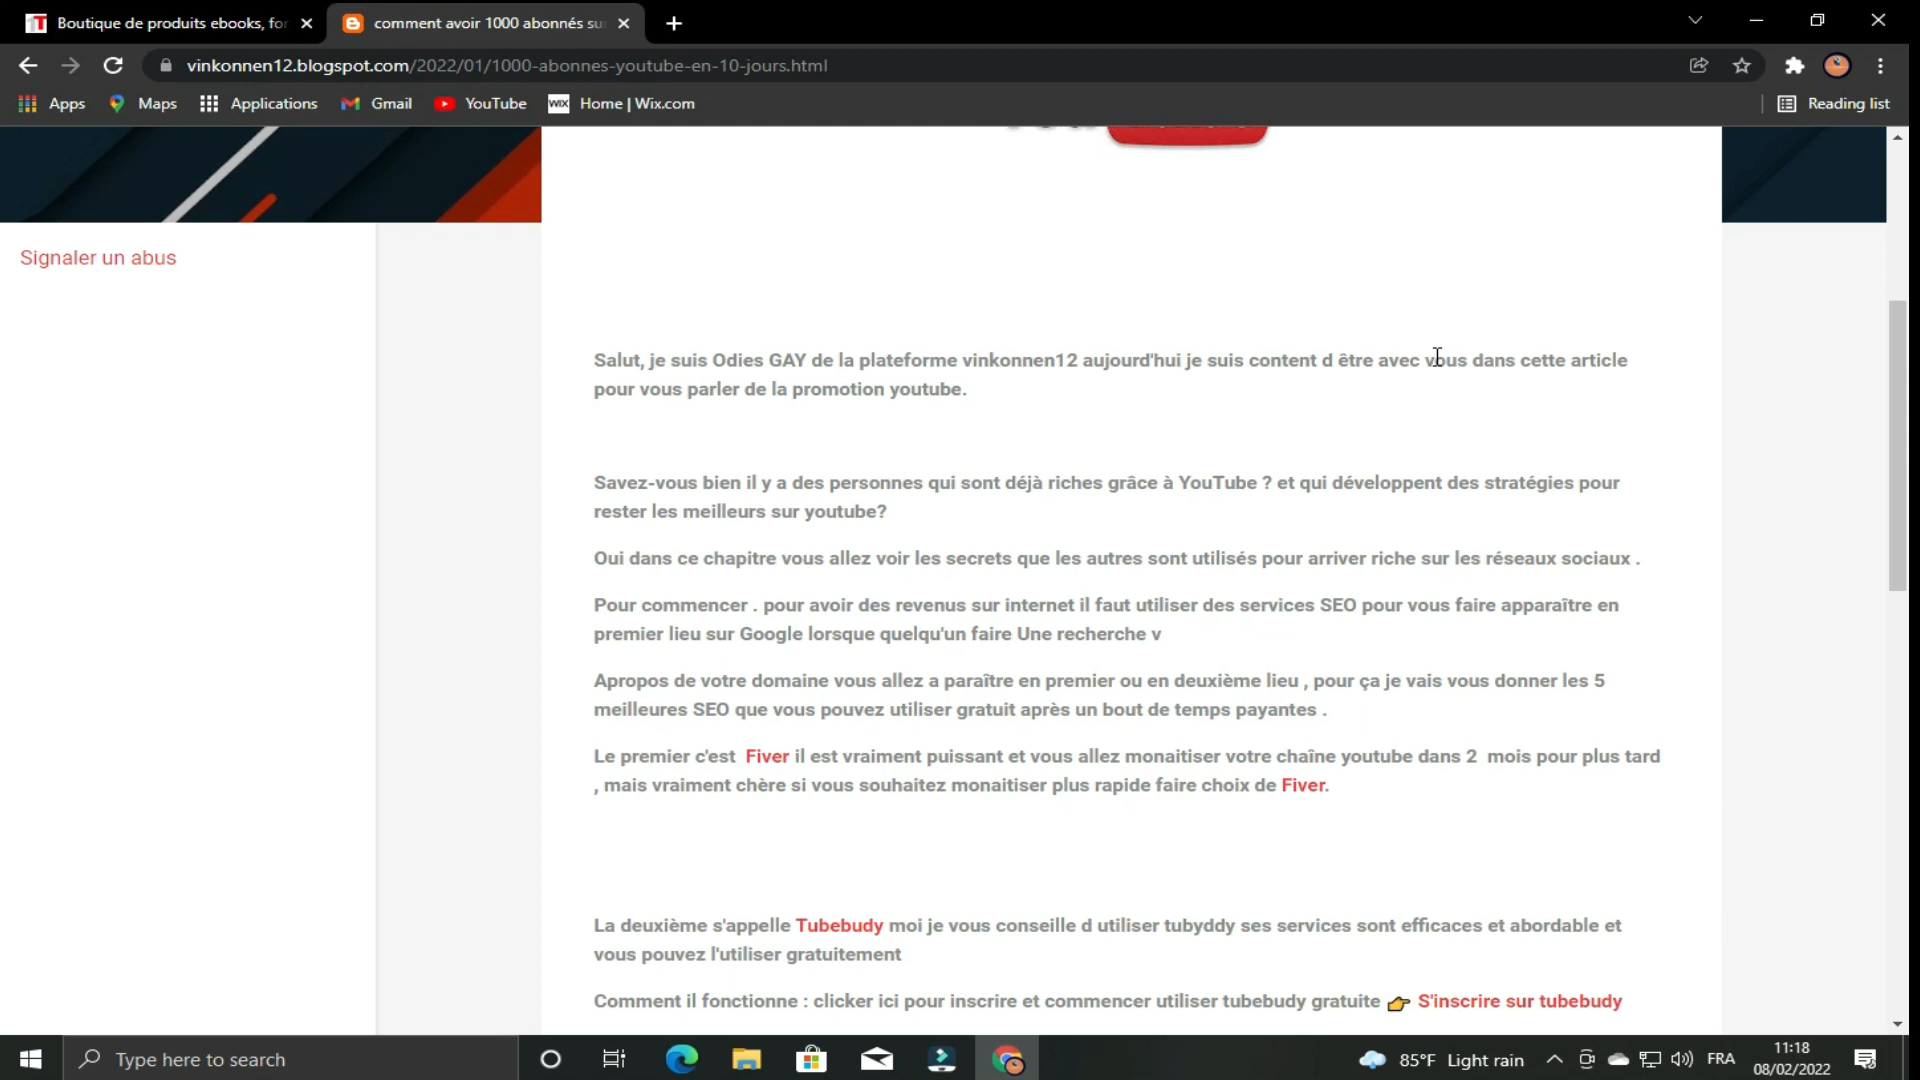 Boutique de produits ebooks, for
comment avoir 1000 abonnés su
vinkonnen12.blogspot.com/2022/01/1000-abonnes-youtube-en-10-jours.html
Apps Maps Applications Gmail YouTube WIX Home | Wix.com Reading list
Signaler un abus
Salut, je suis Odies GAY de la plateforme vinkonnen12 aujourd'hui je suis content d être avec vous dans cette article
pour vous parler de la promotion youtube.
Savez-vous bien il y a des personnes qui sont déjà riches grâce à YouTube ? et qui développent des stratégies pour
rester les meilleurs sur youtube?
Oui dans ce chapitre vous allez voir les secrets que les autres sont utilisés pour arriver riche sur les réseaux sociaux .
Pour commencer . pour avoir des revenus sur internet il faut utiliser des services SEO pour vous faire apparaître en
premier lieu sur Google lorsque quelqu'un faire Une recherche v
Apropos de votre domaine vous allez a paraître en premier ou en deuxième lieu , pour ça je vais vous donner les 5
meilleures SEO que vous pouvez utiliser gratuit après un bout de temps payantes .
Le premier c'est Fiver il est vraiment puissant et vous allez monaitiser votre chaîne youtube dans 2 mois pour plus tard
, mais vraiment chère si vous souhaitez monaitiser plus rapide faire choix de Fiver.
La deuxième s'appelle Tubebudy moi je vous conseille d utiliser tubyddy ses services sont efficaces et abordable et
vous pouvez l'utiliser gratuitement
Comment il fonctionne : clicker ici pour inscrire et commencer utiliser tubebudy gratuite 👉 S'inscrire sur tubebudy
Type here to search
85°F Light rain
FRA
11:18
08/02/2022